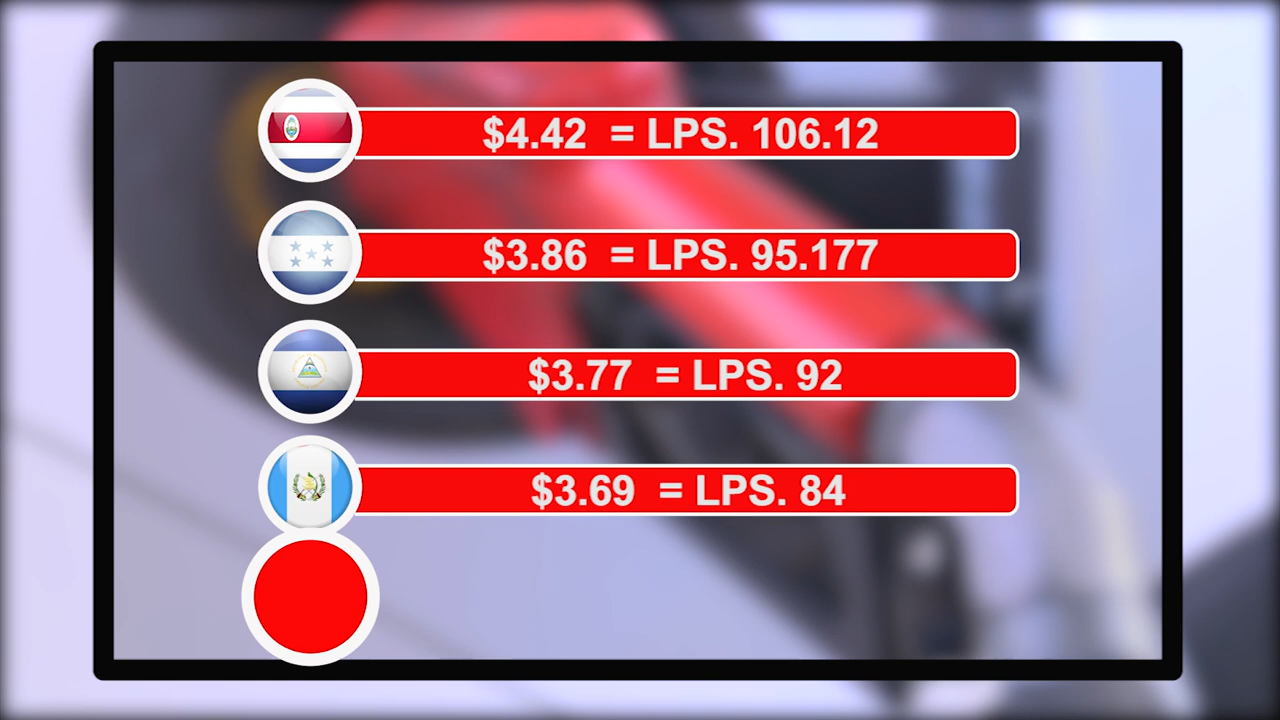 $4.42 = LPS. 106.12
$3.86 = LPS. 95.177
$3.77 = LPS. 92
$3.69 = LPS. 84